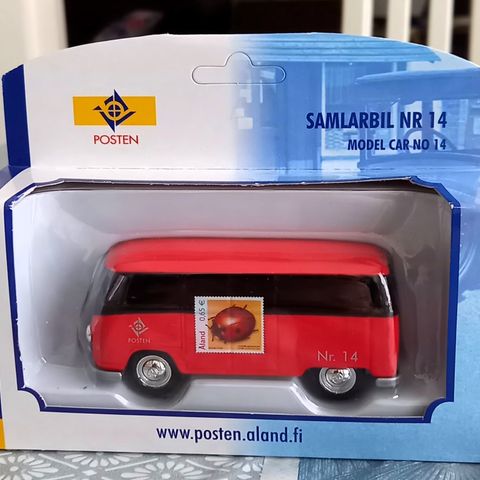 POSTEN
SAMLARBIL NR 14
MODEL CAR NO 14
POSTEN
Åland 0,65 €
Nr. 14
www.posten.aland.fi